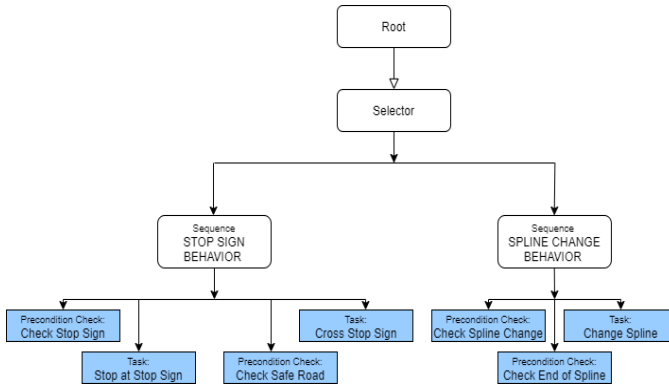 Root
Selector
Sequence
STOP SIGN
BEHAVIOR
Sequence
SPLINE CHANGE
BEHAVIOR
Precondition Check:
Check Stop Sign
Task:
Stop at Stop Sign
Precondition Check:
Check Safe Road
Task:
Cross Stop Sign
Precondition Check:
Check Spline Change
Precondition Check:
Check End of Spline
Task:
Change Spline